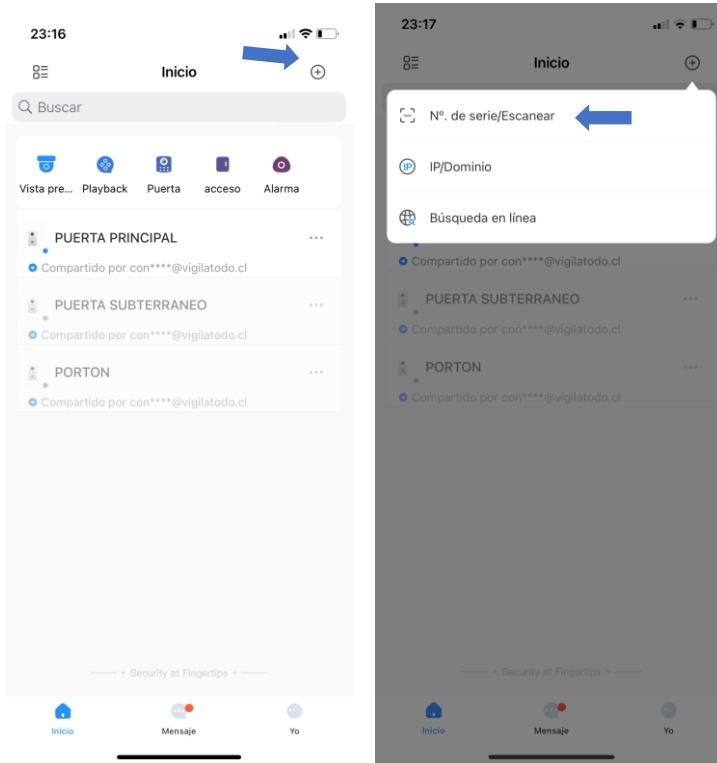 23:16
Inicio
Buscar
Vista pre... Playback Puerta acceso Alarma
PUERTA PRINCIPAL
Compartido por con****@vigilatodo.cl
PUERTA SUBTERRANEO
Compartido por con****@vigilatodo.cl
PORTON
Compartido por con****@vigilatodo.cl
Security at Fingertips
Inicio Mensaje Yo
23:17
Inicio
Nº. de serie/Escanear
IP IP/Dominio
Búsqueda en línea
Compartido por con****@vigilatodo.cl
PUERTA SUBTERRANEO
Compartido por con****@vigilatodo.cl
PORTON
Compartido por con****@vigilatodo.cl
Security at Fingertips
Inicio Mensaje Yo